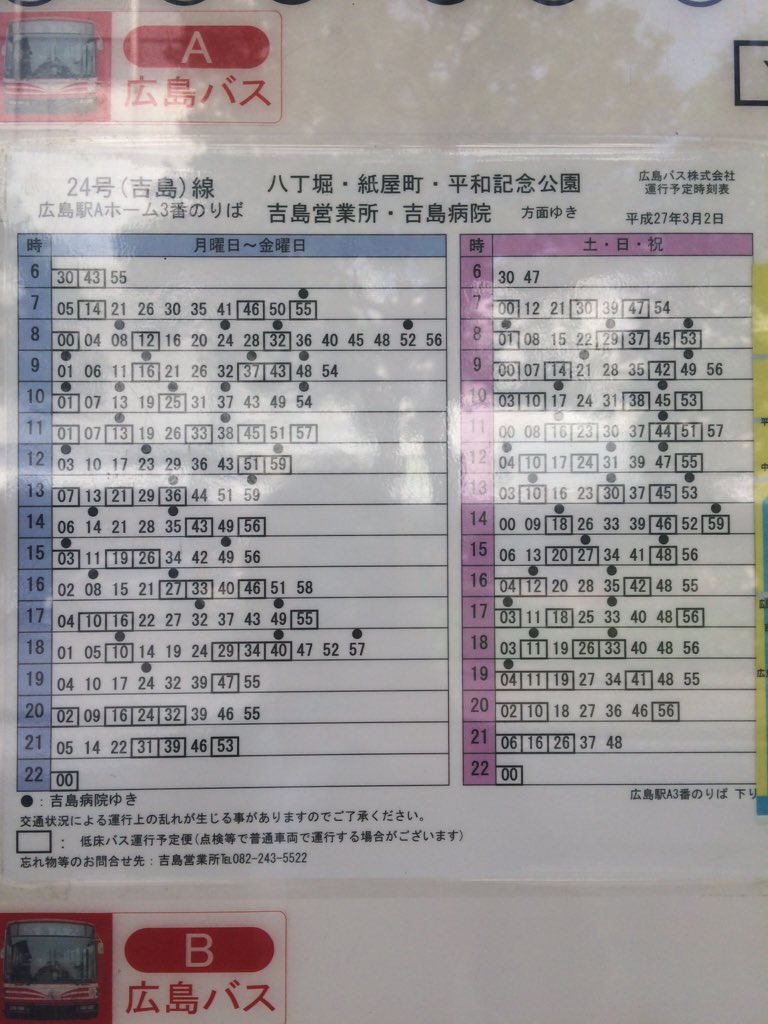 A
広島バス
24号(吉島)線
広島駅Aホーム3番のりば
八丁堀・紙屋町・平和記念公園
吉島営業所・吉島病院 方面ゆき
広島バス株式会社
運行予定時刻表
平成27年3月2日
時 月曜日～金曜日
6 30 43 55
7 05 14 21 26 30 35 41 46 50 55
8 00 04 08 12 16 20 24 28 32 36 40 45 48 52 56
9 01 06 11 16 21 26 32 37 43 48 54
10 01 07 13 19 25 31 37 43 49 54
11 01 07 13 19 26 33 38 45 51 57
12 03 10 17 23 29 36 43 51 59
13 07 13 21 29 36 44 51 59
14 06 14 21 28 35 43 49 56
15 03 11 19 26 34 42 49 56
16 02 08 15 21 27 33 40 46 51 58
17 04 10 16 22 27 32 37 43 49 55
18 01 05 10 14 19 24 29 34 40 47 52 57
19 04 10 17 24 32 39 47 55
20 02 09 16 24 32 39 46 55
21 05 14 22 31 39 46 53
22 00
時 土・日・祝
6 30 47
7 00 12 21 30 39 47 54
8 01 08 15 22 29 37 45 53
9 00 07 14 21 28 35 42 49 56
10 03 10 17 24 31 38 45 53
11 00 08 16 23 30 37 44 51 57
12 04 10 17 24 31 39 47 55
13 03 10 16 23 30 37 45 53
14 00 09 18 26 33 39 46 52 59
15 06 13 20 27 34 41 48 56
16 04 12 20 28 35 42 48 55
17 03 11 18 25 33 40 48 56
18 03 11 19 26 33 40 48 56
19 04 11 19 27 34 41 48 55
20 02 10 18 27 36 46 56
21 06 16 26 37 48
22 00
●：吉島病院ゆき
広島駅A3番のりば 下り
交通状況による運行上の乱れが生じる事がありますのでご了承ください。
：低床バス運行予定便(点検等で普通車両で運行する場合がございます)
忘れ物等のお問合せ先：吉島営業所℡082-243-5522
B
広島バス